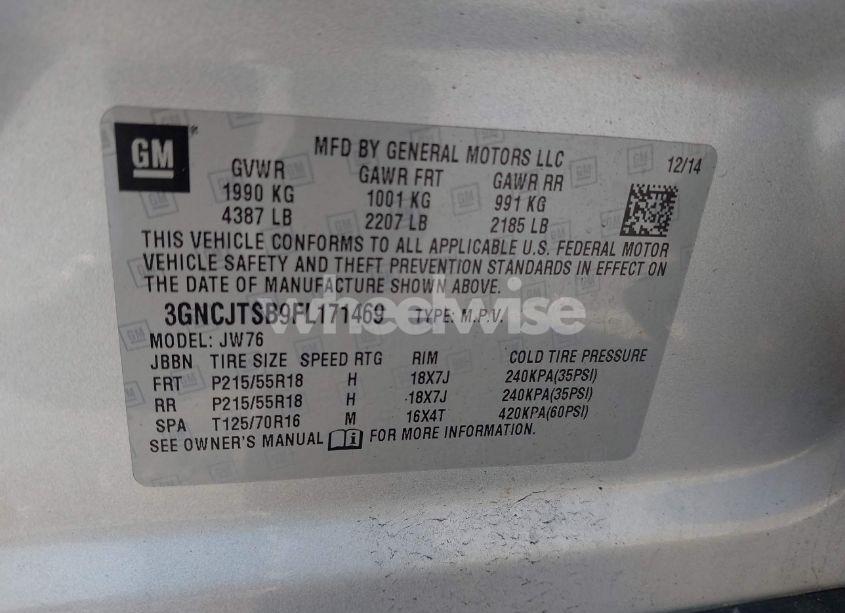 GM
MFD BY GENERAL MOTORS LLC
12/14
GVWR GAWR FRT GAWR RR
1990 KG 1001 KG 991 KG
4387 LB 2207 LB 2185 LB
THIS VEHICLE CONFORMS TO ALL APPLICABLE U.S. FEDERAL MOTOR
VEHICLE SAFETY AND THEFT PREVENTION STANDARDS IN EFFECT ON
THE DATE OF MANUFACTURE SHOWN ABOVE.
3GNCJTSB9FL171469 TYPE: M.P.V.
wheelwise
MODEL: JW76
JBBN TIRE SIZE SPEED RTG RIM COLD TIRE PRESSURE
FRT P215/55R18 H 18X7J 240KPA(35PSI)
RR P215/55R18 H 18X7J 240KPA(35PSI)
SPA T125/70R16 M 16X4T 420KPA(60PSI)
SEE OWNER'S MANUAL FOR MORE INFORMATION.